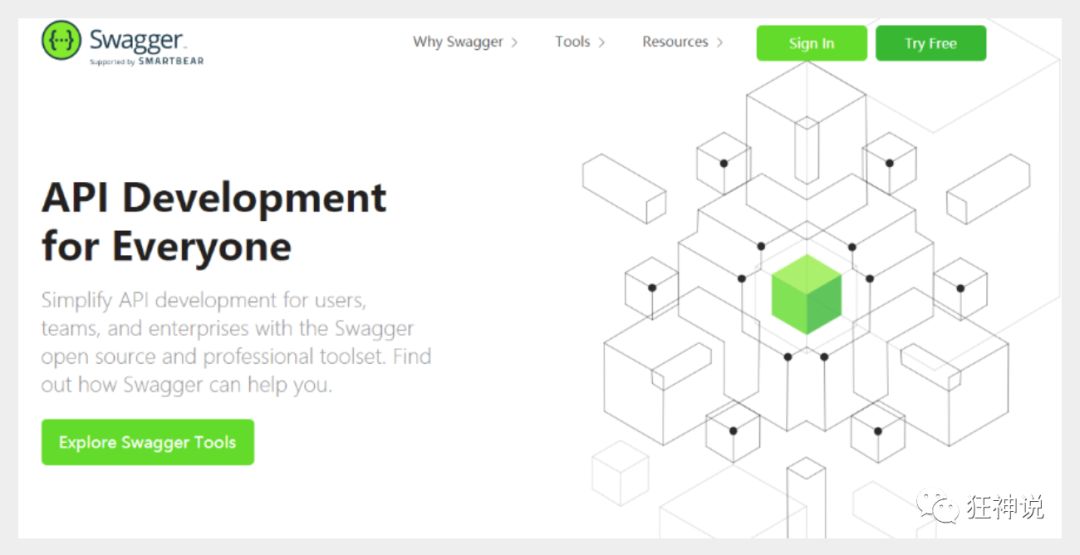 {···} Swagger
Supported by SMARTBEAR
Why Swagger >
Tools >
Resources >
Sign In
Try Free
API Development
for Everyone
Simplify API development for users,
teams, and enterprises with the Swagger
open source and professional toolset. Find
out how Swagger can help you.
Explore Swagger Tools
狂神说